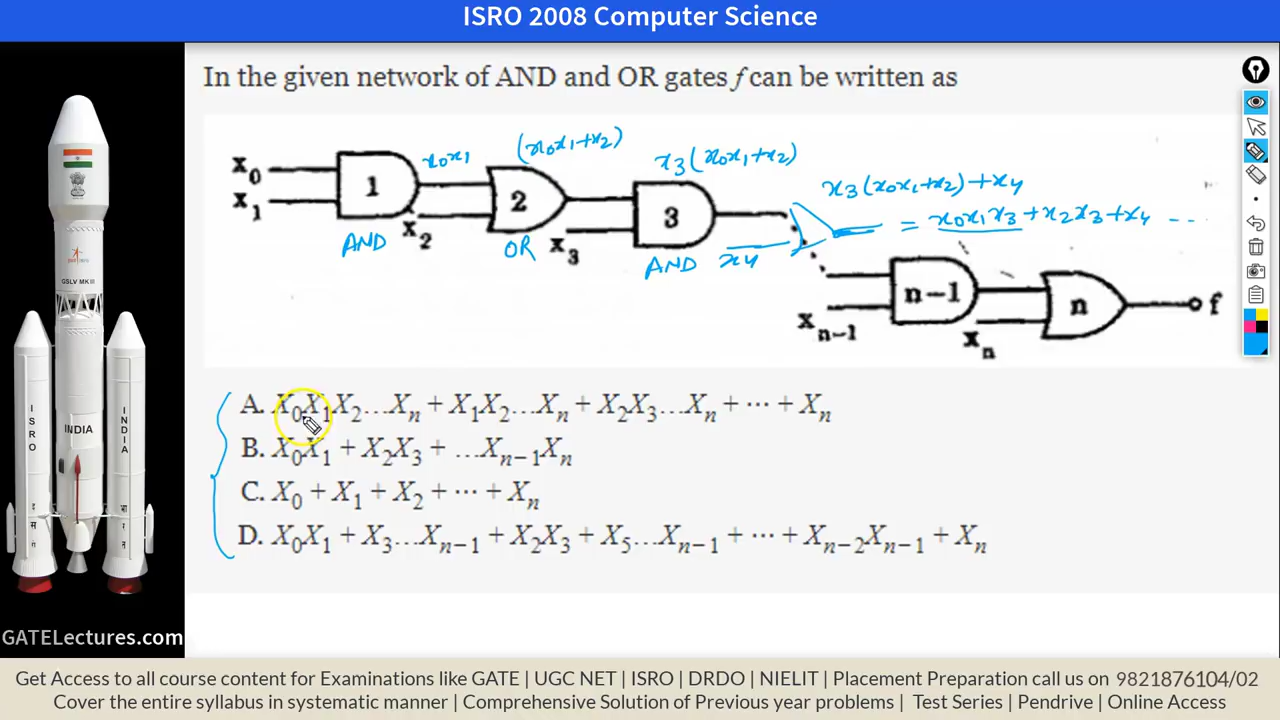 ISRO 2008 Computer Science
In the given network of AND and OR gates f can be written as
X0
X1
1
x0x1
AND
X2
(x0x1+x2)
2
OR
X3
x3(x0x1+x2)
3
AND
x4
x3(x0x1+x2)+x4
= x0x1x3+x2x3+x4 ...
Xn-1
n-1
Xn
n
f
A. X0X1X2...Xn + X1X2...Xn + X2X3...Xn + ⋯ + Xn
B. X0X1 + X2X3 + ...Xn−1Xn
C. X0 + X1 + X2 + ⋯ + Xn
D. X0X1 + X3...Xn−1 + X2X3 + X5...Xn−1 + ⋯ + Xn−2Xn−1 + Xn
GSLV MK III
ISRO
INDIA
INDIA
GATELectures.com
Get Access to all course content for Examinations like GATE | UGC NET | ISRO | DRDO | NIELIT | Placement Preparation call us on 9821876104/02
Cover the entire syllabus in systematic manner | Comprehensive Solution of Previous year problems | Test Series | Pendrive | Online Access